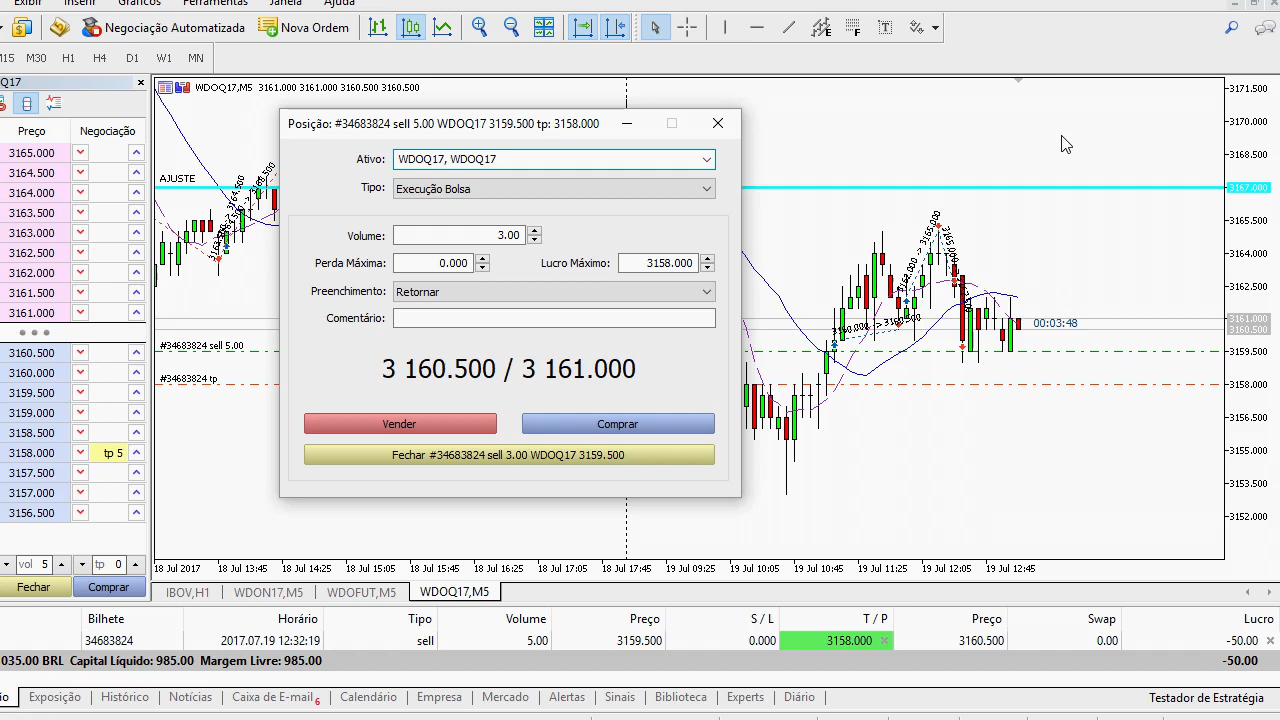 Exibir Inserir Gráficos Ferramentas Janela Ajuda
Negociação Automatizada Nova Ordem
M15 M30 H1 H4 D1 W1 MN
Q17
Preço Negociação
3165.000
3164.500
3164.000
3163.500
3163.000
3162.500
3162.000
3161.500
3161.000
3160.500
3160.000
3159.500
3159.000
3158.500
3158.000 tp 5
3157.500
3157.000
3156.500
vol 5 tp 0
Fechar Comprar
WDOQ17,M5 3161.000 3161.000 3160.500 3160.500
AJUSTE
#34683824 sell 5.00
#34683824 tp
Posição: #34683824 sell 5.00 WDOQ17 3159.500 tp: 3158.000
Ativo: WDOQ17, WDOQ17
Tipo: Execução Bolsa
Volume: 3.00
Perda Máxima: 0.000 Lucro Máximo: 3158.000
Preenchimento: Retornar
Comentário:
3 160.500 / 3 161.000
Vender Comprar
Fechar #34683824 sell 3.00 WDOQ17 3159.500
00:03:48
3171.500
3170.000
3168.500
3167.000
3165.500
3164.000
3162.500
3161.000
3160.500
3159.500
3158.000
3156.500
3155.000
3153.500
3152.000
18 Jul 2017 18 Jul 13:45 18 Jul 14:25 18 Jul 15:05 18 Jul 15:45 18 Jul 16:25 18 Jul 17:05 18 Jul 17:45 19 Jul 09:25 19 Jul 10:05 19 Jul 10:45 19 Jul 11:25 19 Jul 12:05 19 Jul 12:45
IBOV,H1 WDON17,M5 WDOFUT,M5 WDOQ17,M5
Bilhete Horário Tipo Volume Preço S / L T / P Preço Swap Lucro
34683824 2017.07.19 12:32:19 sell 5.00 3159.500 0.000 3158.000 3160.500 0.00 -50.00
035.00 BRL Capital Líquido: 985.00 Margem Livre: 985.00 -50.00
Exposição Histórico Notícias Caixa de E-mail 6 Calendário Empresa Mercado Alertas Sinais Biblioteca Experts Diário Testador de Estratégia